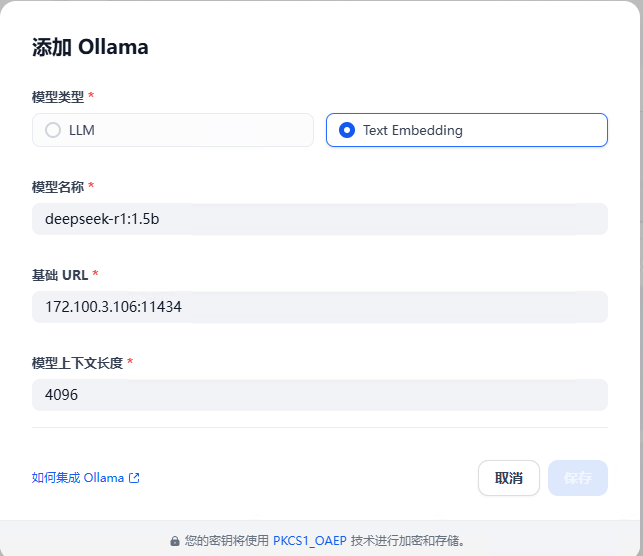 添加 Ollama
模型类型 *
LLM
Text Embedding
模型名称 *
deepseek-r1:1.5b
基础 URL *
172.100.3.106:11434
模型上下文长度 *
4096
如何集成 Ollama
取消
保存
您的密钥将使用 PKCS1_OAEP 技术进行加密和存储。